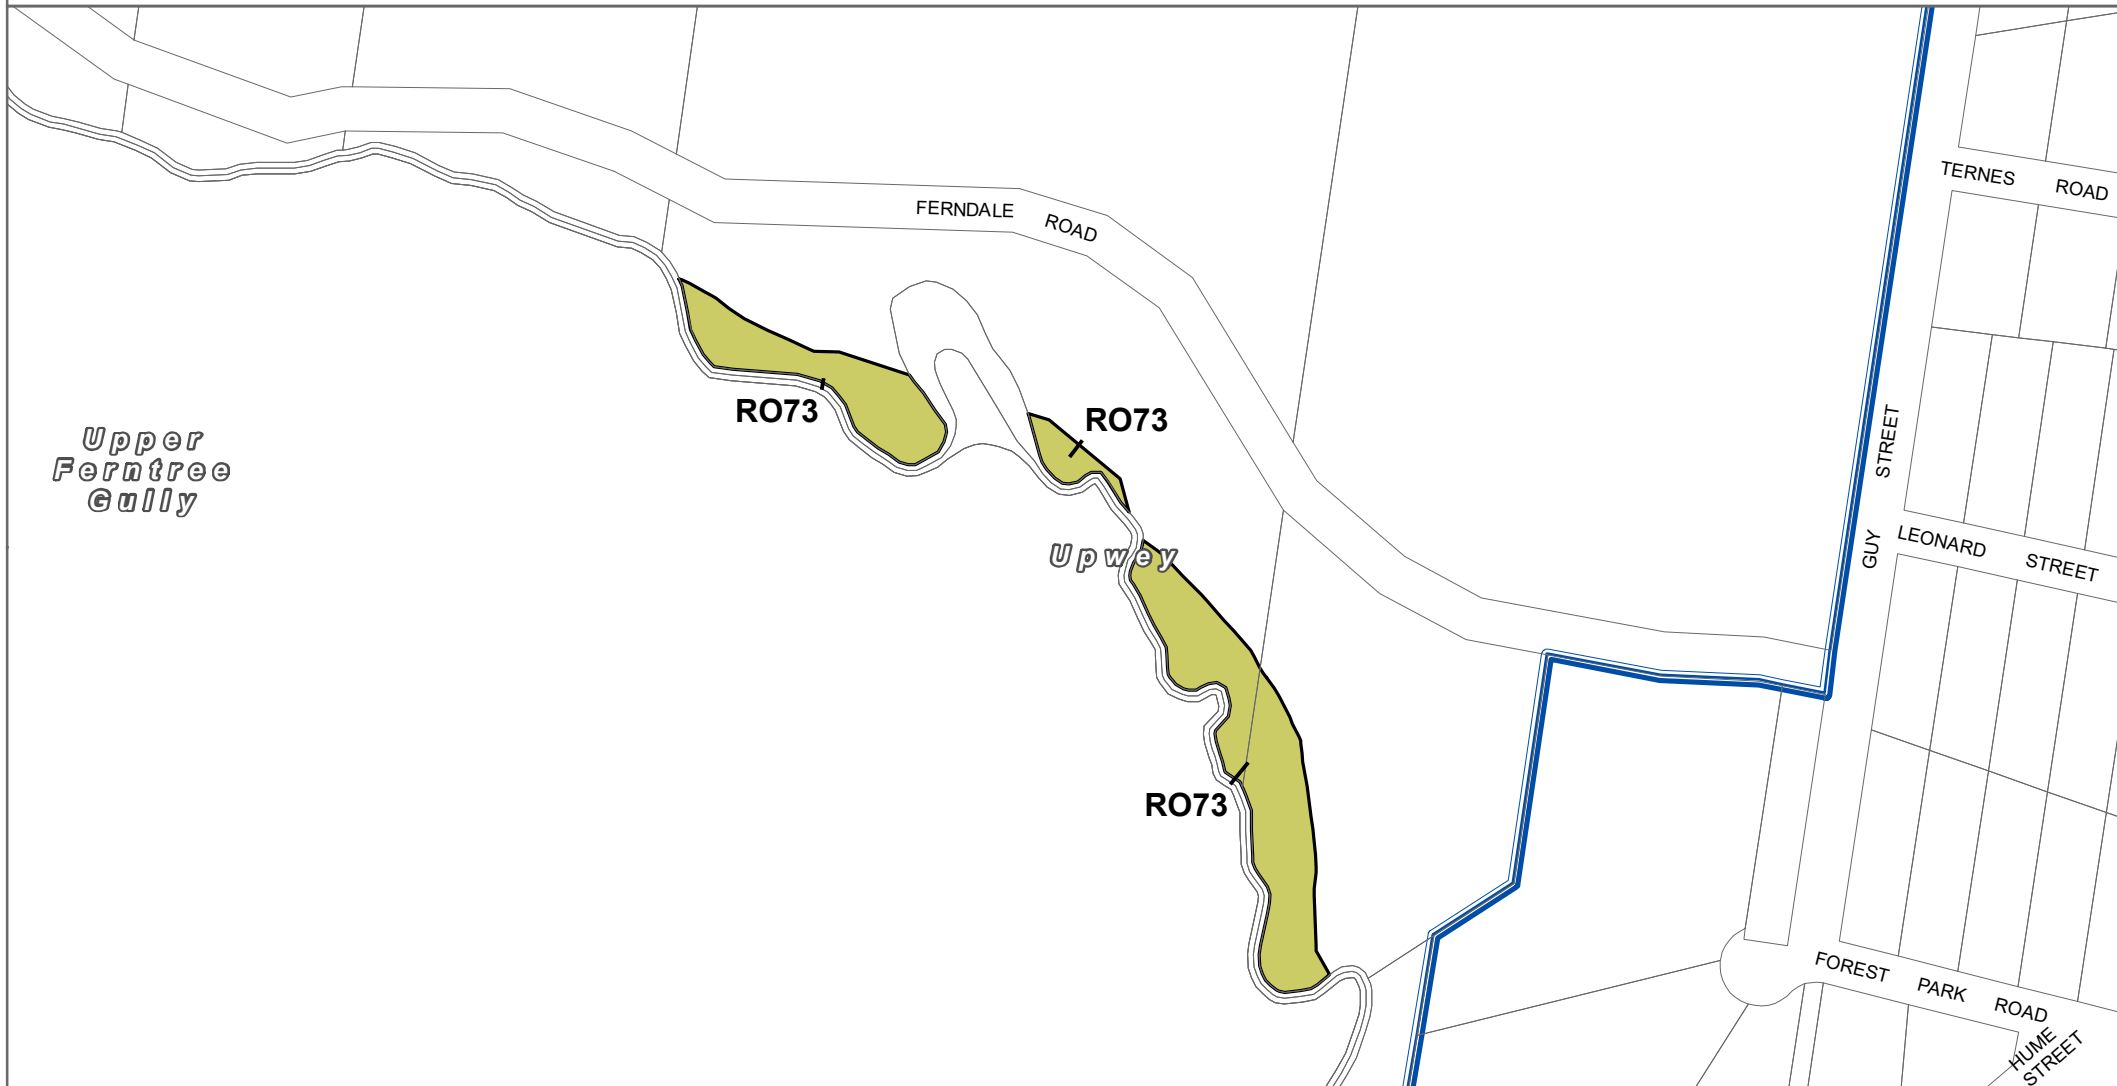 TERNES ROAD
FERNDALE ROAD
RO73
RO73
Upper
Ferntree
Gully
GUY STREET
LEONARD STREET
Upwey
RO73
FOREST PARK ROAD
HUME
STREET